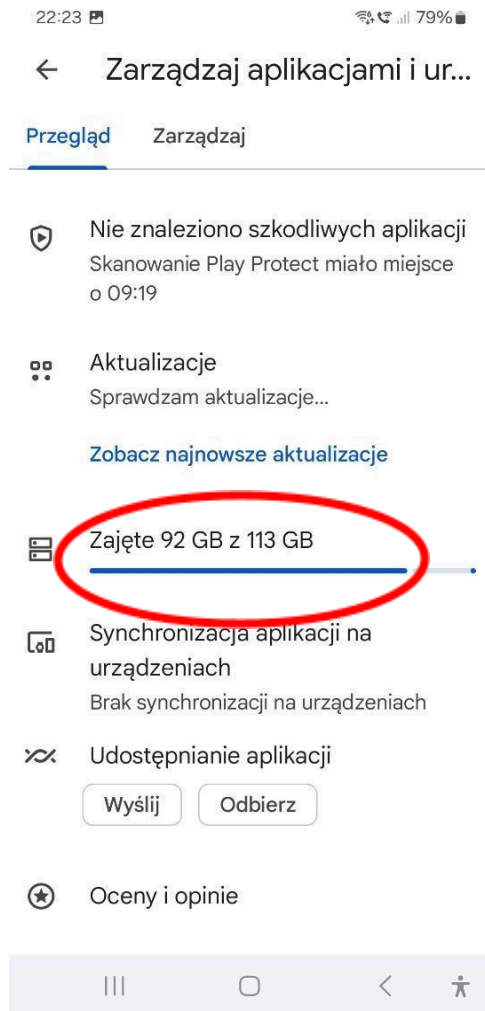 22:23 79%
Zarządzaj aplikacjami i ur...
Przegląd Zarządzaj
Nie znaleziono szkodliwych aplikacji
Skanowanie Play Protect miało miejsce
o 09:19
Aktualizacje
Sprawdzam aktualizacje...
Zobacz najnowsze aktualizacje
Zajęte 92 GB z 113 GB
Synchronizacja aplikacji na
urządzeniach
Brak synchronizacji na urządzeniach
Udostępnianie aplikacji
Wyślij Odbierz
Oceny i opinie